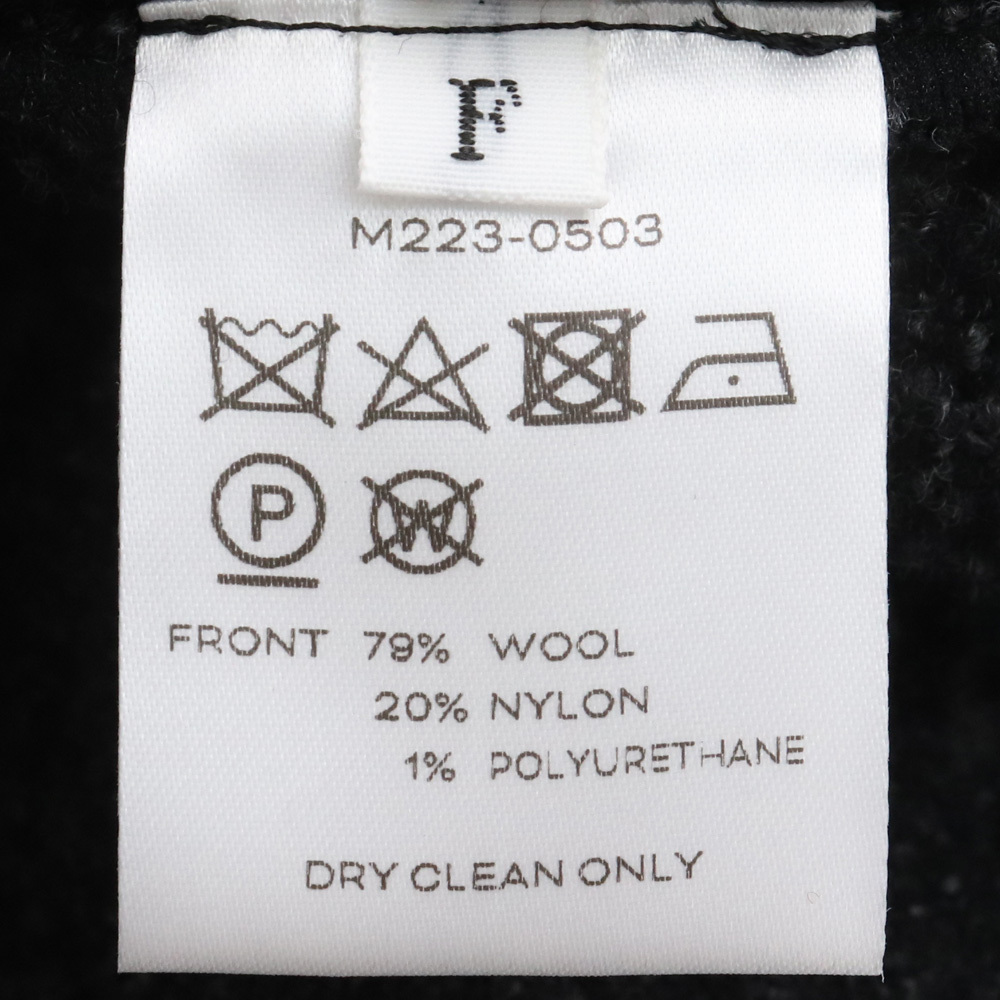 F
M223-0503
P
W
FRONT 79% WOOL
20% NYLON
1% POLYURETHANE
DRY CLEAN ONLY